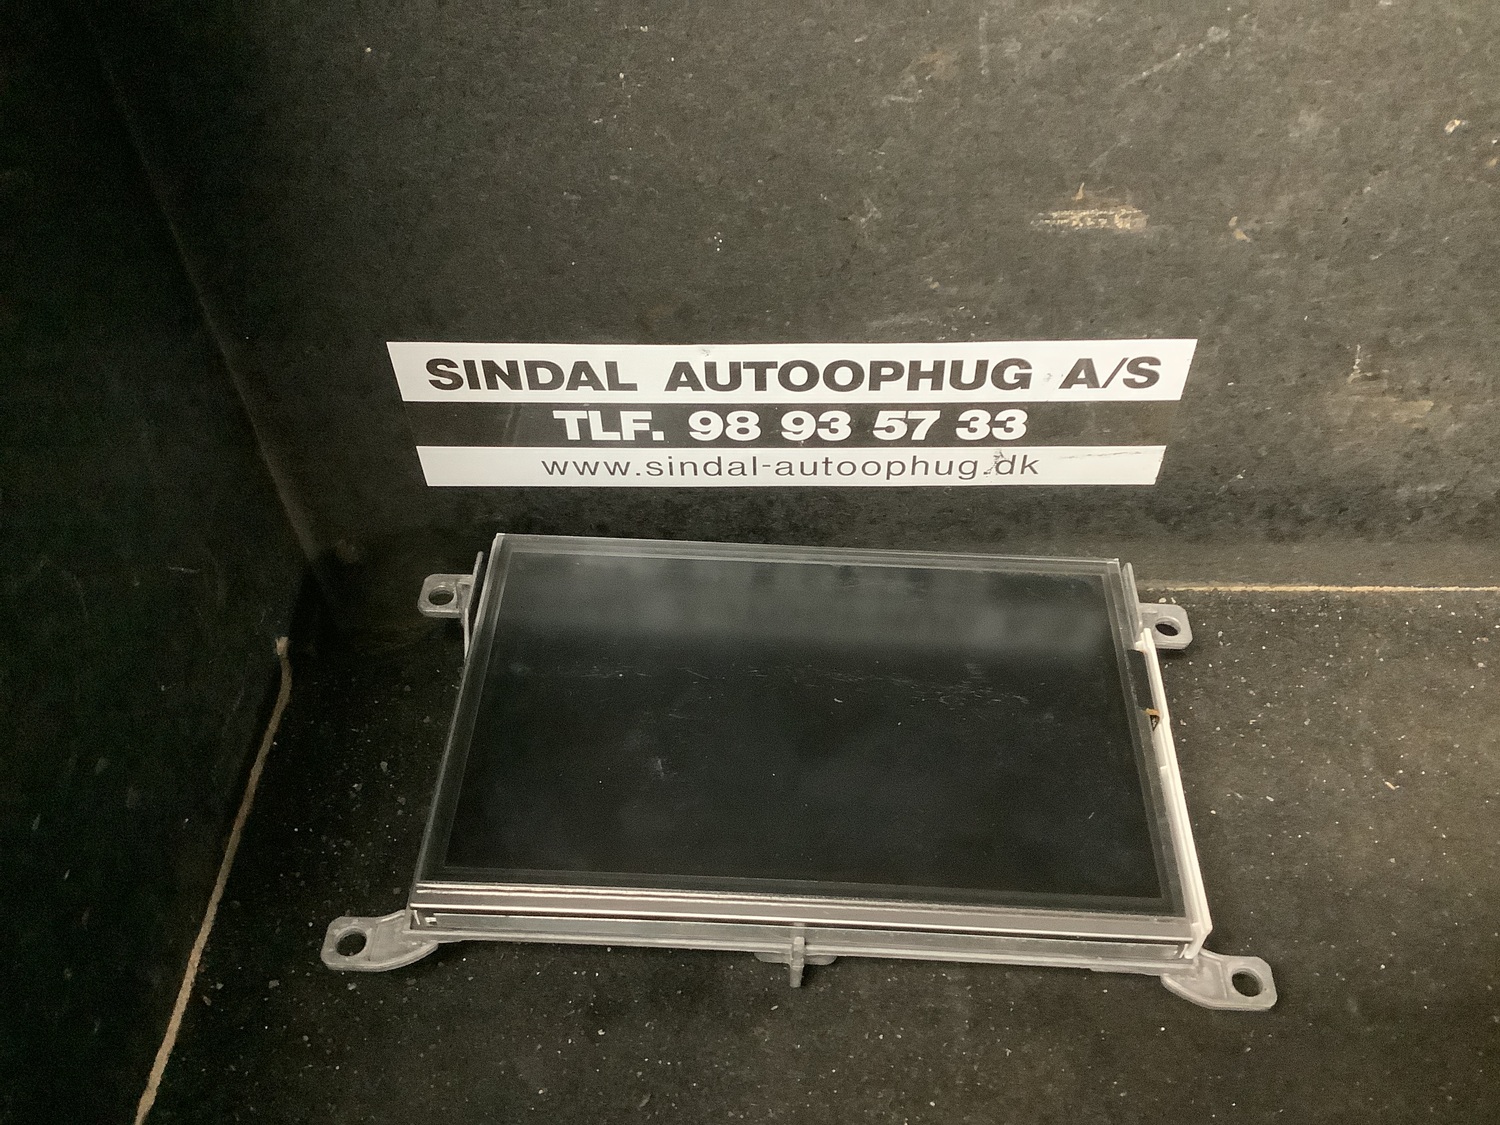 SINDAL AUTOOPHUG A/S
TLF. 98 93 57 33
www.sindal-autoophug.dk